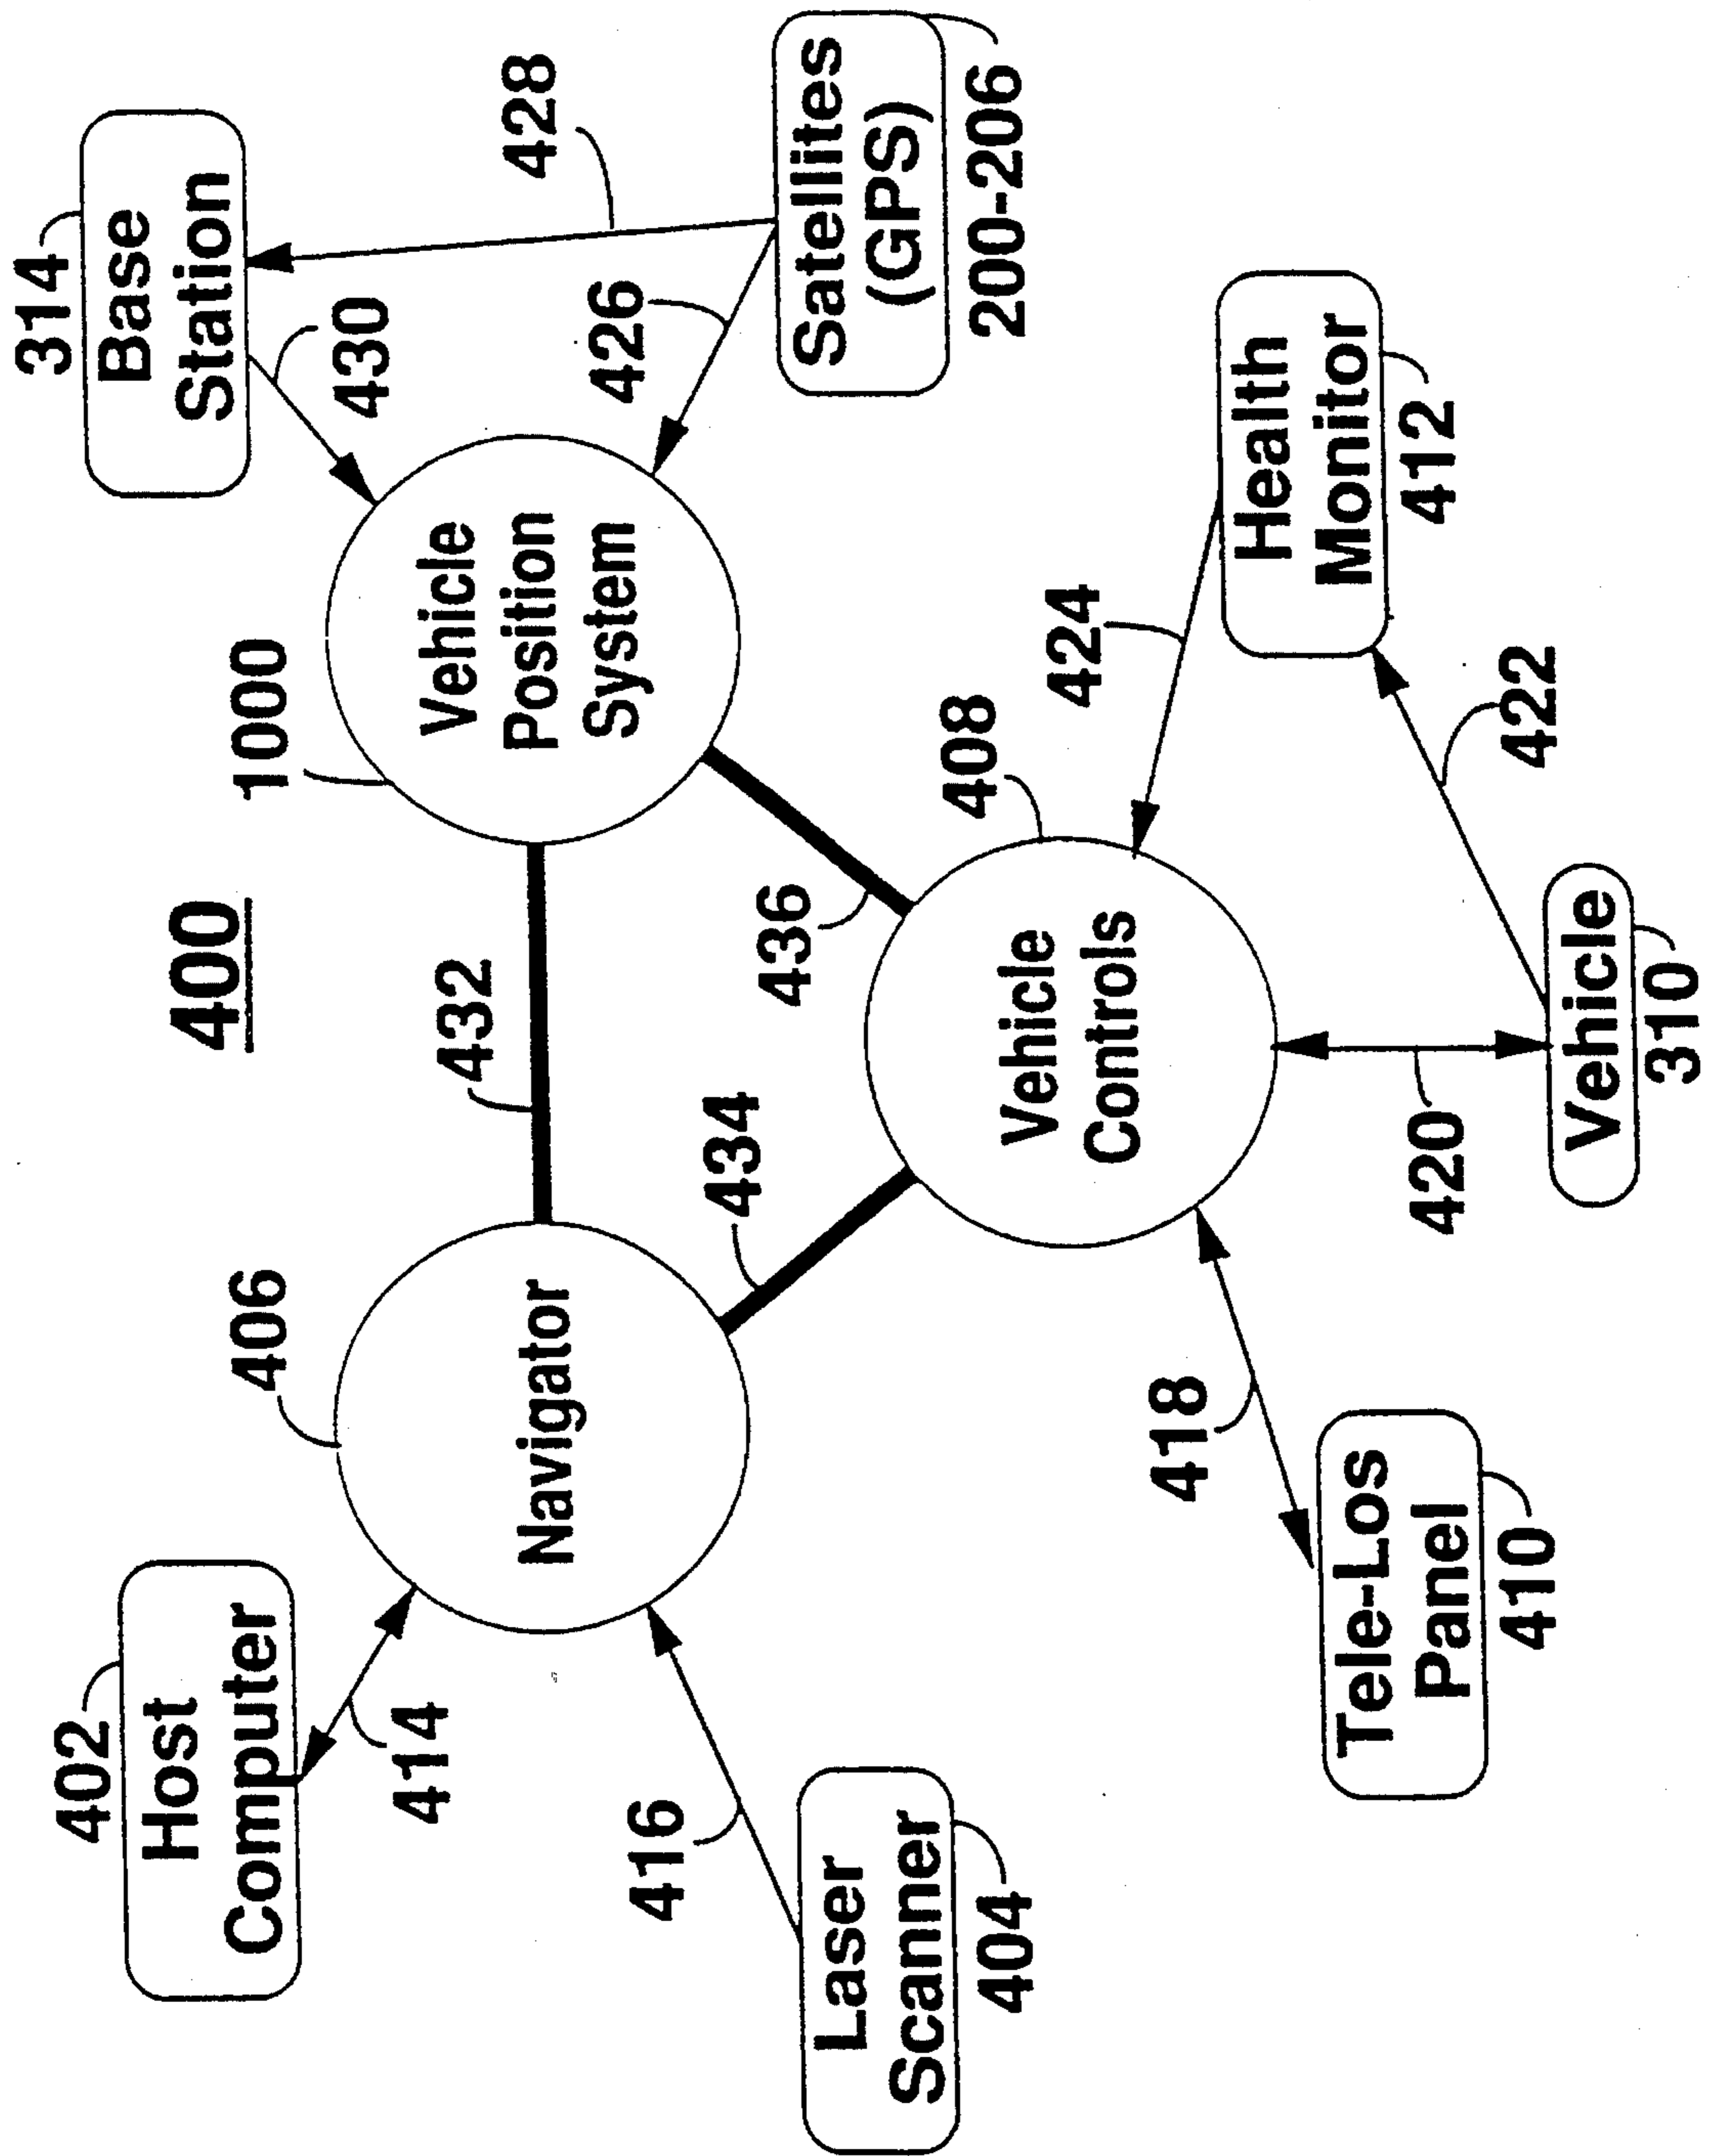 400
402
Host
Computer
414
406
Navigator
432
1000
Vehicle
Position
System
314
Base
Station
430
428
426
Satellites
(GPS)
200-206
416
Laser
Scanner
404
434
436
408
Vehicle
Controls
424
Health
Monitor
412
418
Tele-Los
Panel
410
420
422
Vehicle
310